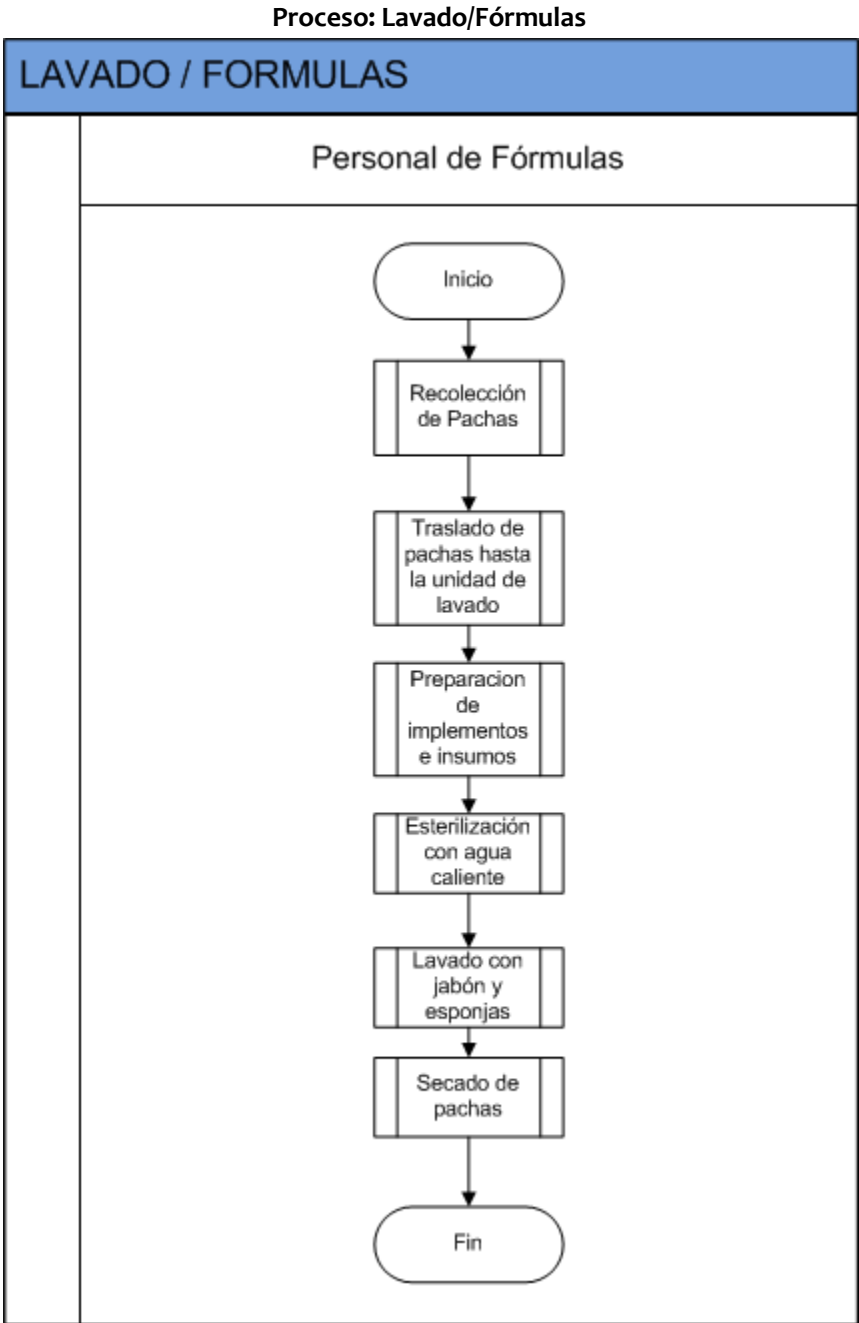 Proceso: Lavado/Fórmulas
LAVADO / FORMULAS
Personal de Fórmulas
Inicio
Recolección
de Pachas
Traslado de
pachas hasta
la unidad de
lavado
Preparacion
de
implementos
e insumos
Esterilización
con agua
caliente
Lavado con
jabón y
esponjas
Secado de
pachas
Fin